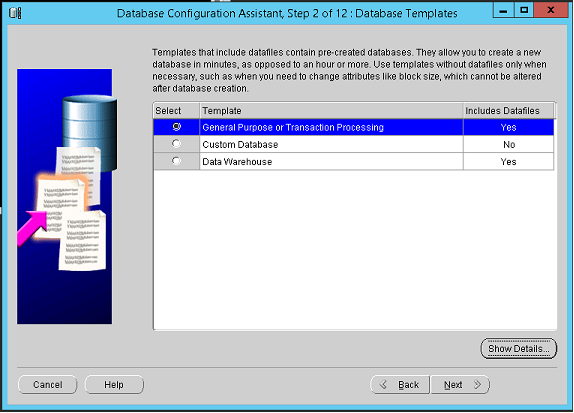 Database Configuration Assistant, Step 2 of 12 : Database Templates
Templates that include datafiles contain pre-created databases. They allow you to create a new
database in minutes, as opposed to an hour or more. Use templates without datafiles only when
necessary, such as when you need to change attributes like block size, which cannot be altered
after database creation.
Select Template Includes Datafiles
General Purpose or Transaction Processing Yes
Custom Database No
Data Warehouse Yes
Show Details...
Cancel Help Back Next